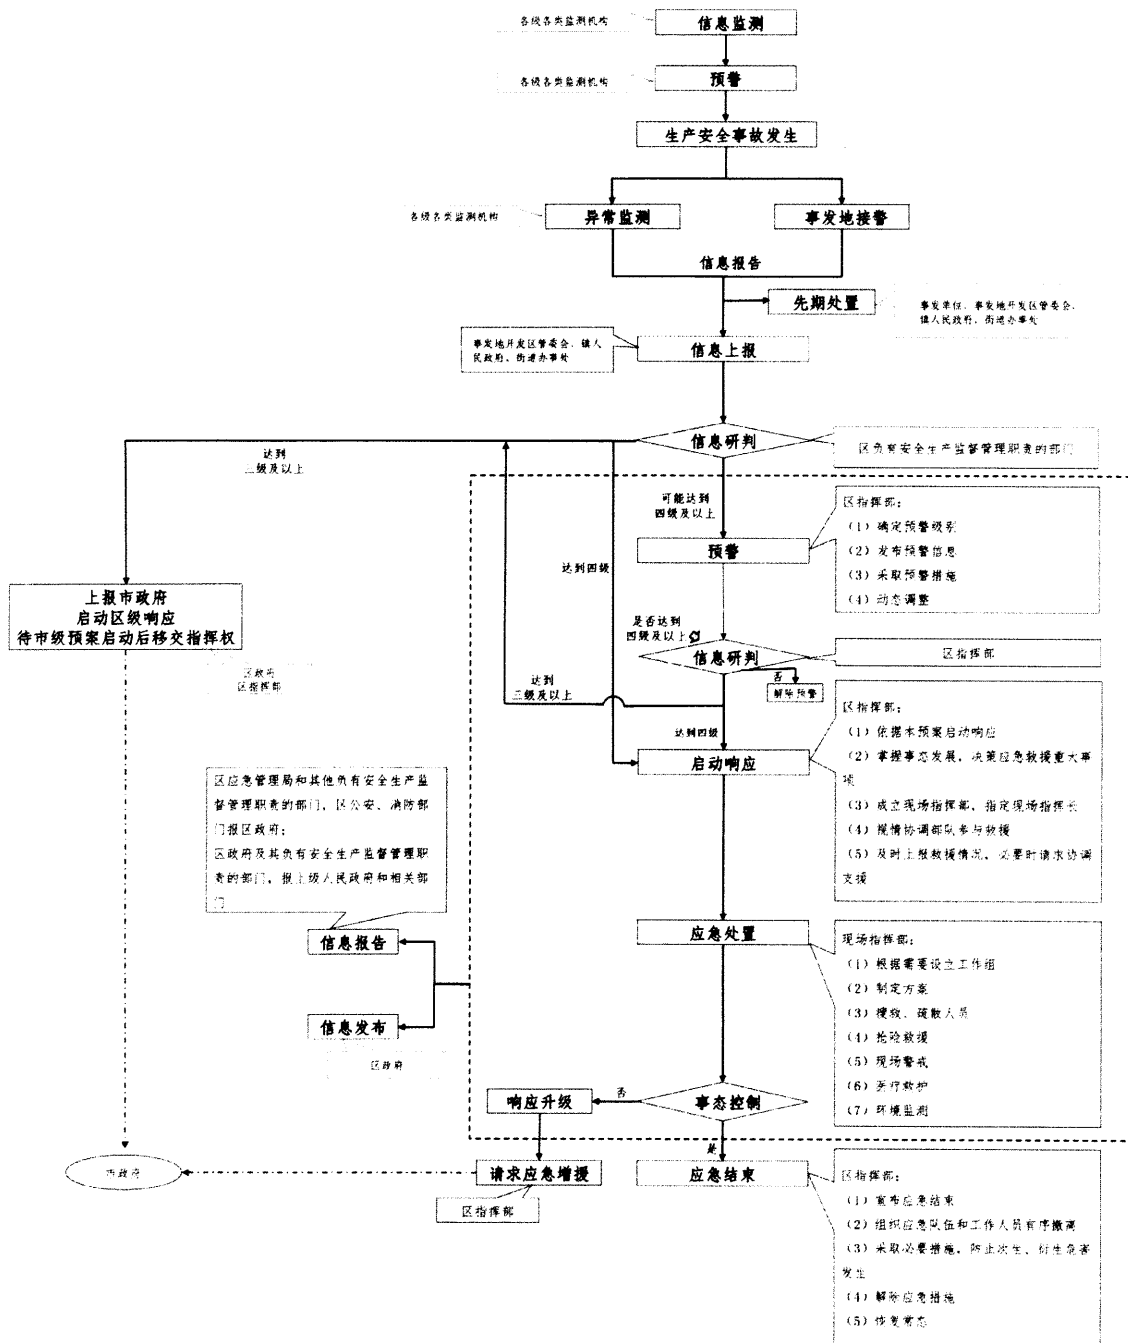 各级各类监测机构
信息监测
各级各类监测机构
预警
生产安全事故发生
各级各类监测机构
异常监测
事发地接警
信息报告
先期处置
事发单位、事发地开发区管委会、
镇人民政府、街道办事处
事发地开发区管委会、镇人
民政府、街道办事处
信息上报
信息研判
区负有安全生产监督管理职责的部门
达到
三级及以上
可能达到
四级及以上
预警
区指挥部：
（1）确定预警级别
（2）发布预警信息
（3）采取预警措施
（4）动态调整
达到四级
上报市政府
启动区级响应
待市级预案启动后移交指挥权
区政府
区指挥部
是否达到
四级及以上
信息研判
区指挥部
否
解除预警
达到
三级及以上
达到四级
启动响应
区指挥部：
（1）依据本预案启动响应
（2）掌握事态发展，决策应急救援重大事
项
（3）成立现场指挥部，指定现场指挥长
（4）视情协调部队参与救援
（5）及时上报救援情况，必要时请求协调
支援
区应急管理局和其他负有安全生产监
督管理职责的部门，区公安、消防部
门报区政府；
区政府及其负有安全生产监督管理职
责的部门，报上级人民政府和相关部
门
信息报告
信息发布
区政府
应急处置
现场指挥部：
（1）根据需要设立工作组
（2）制定方案
（3）搜救、疏散人员
（4）抢险救援
（5）现场警戒
（6）医疗救护
（7）环境监测
响应升级
否
事态控制
是
市政府
请求应急增援
区指挥部
应急结束
区指挥部：
（1）宣布应急结束
（2）组织应急队伍和工作人员有序撤离
（3）采取必要措施，防止次生、衍生危害
发生
（4）解除应急措施
（5）恢复常态